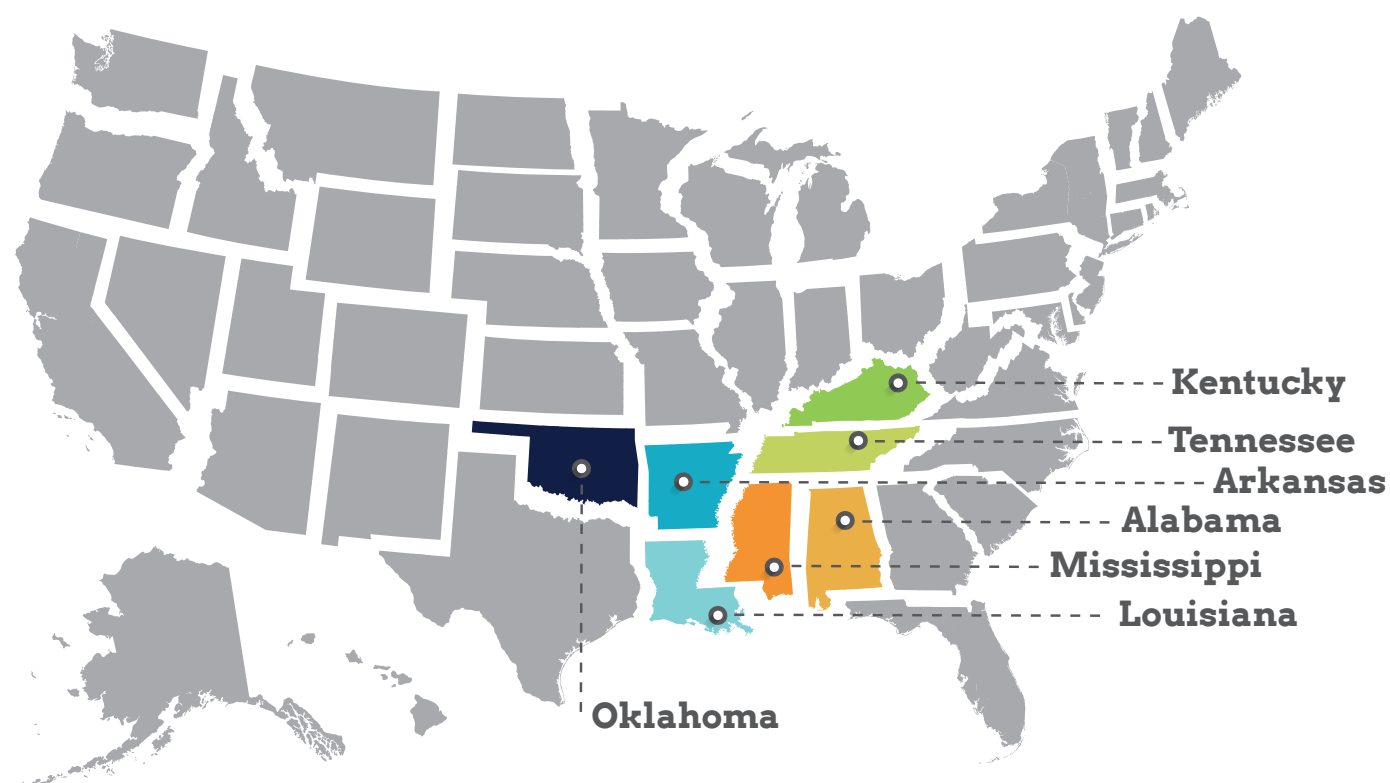 Kentucky
Tennessee
Arkansas
Alabama
Mississippi
Louisiana
Oklahoma